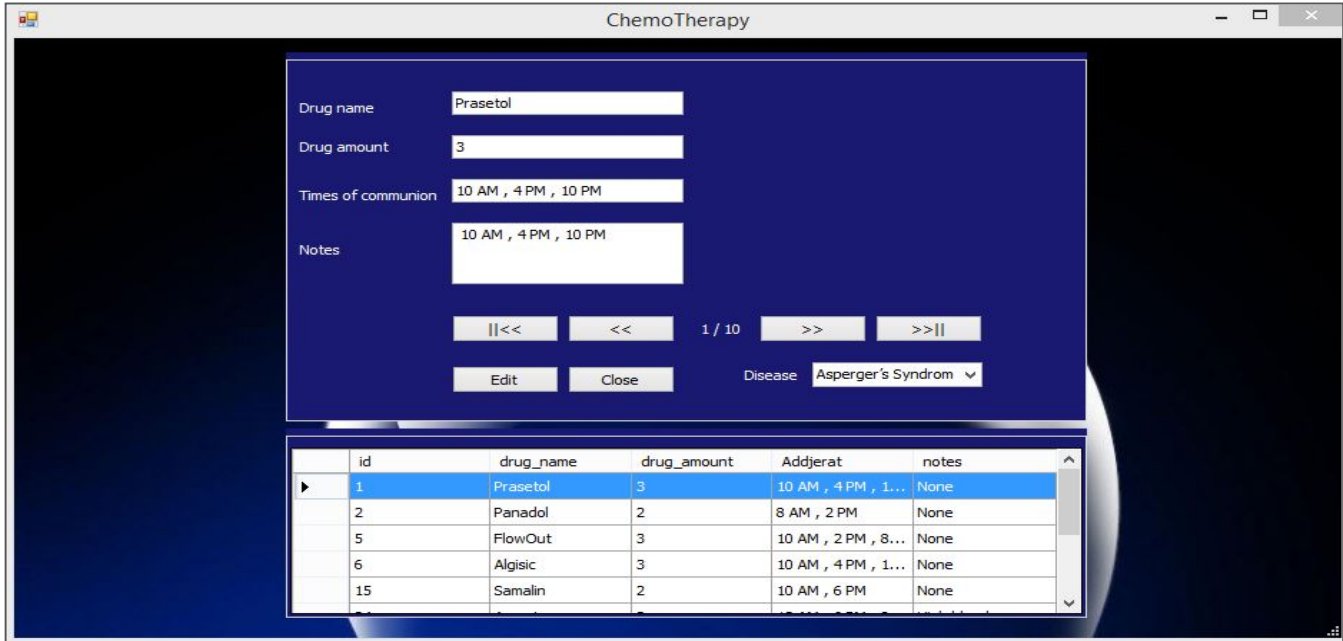 ChemoTherapy
Drug name Prasetol
Drug amount 3
Times of communion 10 AM , 4 PM , 10 PM
Notes 10 AM , 4 PM , 10 PM
||<< << 1 / 10 >> >>||
Edit Close Disease Asperger's Syndrom
id drug_name drug_amount Addjerat notes
1 Prasetol 3 10 AM , 4 PM , 1... None
2 Panadol 2 8 AM , 2 PM None
5 FlowOut 3 10 AM , 2 PM , 8... None
6 Algisic 3 10 AM , 4 PM , 1... None
15 Samalin 2 10 AM , 6 PM None